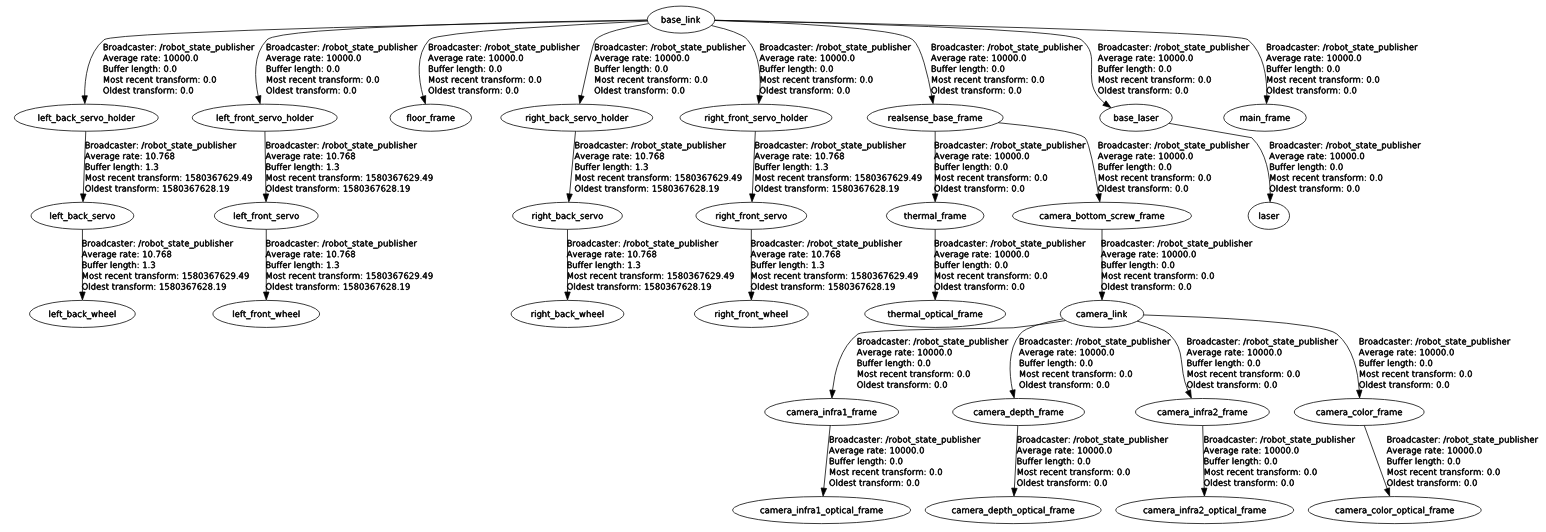 base_link
Broadcaster: /robot_state_publisher
Average rate: 10000.0
Buffer length: 0.0
Most recent transform: 0.0
Oldest transform: 0.0
Broadcaster: /robot_state_publisher
Average rate: 10000.0
Buffer length: 0.0
Most recent transform: 0.0
Oldest transform: 0.0
Broadcaster: /robot_state_publisher
Average rate: 10000.0
Buffer length: 0.0
Most recent transform: 0.0
Oldest transform: 0.0
Broadcaster: /robot_state_publisher
Average rate: 10000.0
Buffer length: 0.0
Most recent transform: 0.0
Oldest transform: 0.0
Broadcaster: /robot_state_publisher
Average rate: 10000.0
Buffer length: 0.0
Most recent transform: 0.0
Oldest transform: 0.0
Broadcaster: /robot_state_publisher
Average rate: 10000.0
Buffer length: 0.0
Most recent transform: 0.0
Oldest transform: 0.0
Broadcaster: /robot_state_publisher
Average rate: 10000.0
Buffer length: 0.0
Most recent transform: 0.0
Oldest transform: 0.0
Broadcaster: /robot_state_publisher
Average rate: 10000.0
Buffer length: 0.0
Most recent transform: 0.0
Oldest transform: 0.0
left_back_servo_holder
left_front_servo_holder
floor_frame
right_back_servo_holder
right_front_servo_holder
realsense_base_frame
base_laser
main_frame
Broadcaster: /robot_state_publisher
Average rate: 10.768
Buffer length: 1.3
Most recent transform: 1580367629.49
Oldest transform: 1580367628.19
Broadcaster: /robot_state_publisher
Average rate: 10.768
Buffer length: 1.3
Most recent transform: 1580367629.49
Oldest transform: 1580367628.19
Broadcaster: /robot_state_publisher
Average rate: 10.768
Buffer length: 1.3
Most recent transform: 1580367629.49
Oldest transform: 1580367628.19
Broadcaster: /robot_state_publisher
Average rate: 10.768
Buffer length: 1.3
Most recent transform: 1580367629.49
Oldest transform: 1580367628.19
Broadcaster: /robot_state_publisher
Average rate: 10000.0
Buffer length: 0.0
Most recent transform: 0.0
Oldest transform: 0.0
Broadcaster: /robot_state_publisher
Average rate: 10000.0
Buffer length: 0.0
Most recent transform: 0.0
Oldest transform: 0.0
Broadcaster: /robot_state_publisher
Average rate: 10000.0
Buffer length: 0.0
Most recent transform: 0.0
Oldest transform: 0.0
left_back_servo
left_front_servo
right_back_servo
right_front_servo
thermal_frame
camera_bottom_screw_frame
laser
Broadcaster: /robot_state_publisher
Average rate: 10.768
Buffer length: 1.3
Most recent transform: 1580367629.49
Oldest transform: 1580367628.19
Broadcaster: /robot_state_publisher
Average rate: 10.768
Buffer length: 1.3
Most recent transform: 1580367629.49
Oldest transform: 1580367628.19
Broadcaster: /robot_state_publisher
Average rate: 10.768
Buffer length: 1.3
Most recent transform: 1580367629.49
Oldest transform: 1580367628.19
Broadcaster: /robot_state_publisher
Average rate: 10.768
Buffer length: 1.3
Most recent transform: 1580367629.49
Oldest transform: 1580367628.19
Broadcaster: /robot_state_publisher
Average rate: 10000.0
Buffer length: 0.0
Most recent transform: 0.0
Oldest transform: 0.0
Broadcaster: /robot_state_publisher
Average rate: 10000.0
Buffer length: 0.0
Most recent transform: 0.0
Oldest transform: 0.0
left_back_wheel
left_front_wheel
right_back_wheel
right_front_wheel
thermal_optical_frame
camera_link
Broadcaster: /robot_state_publisher
Average rate: 10000.0
Buffer length: 0.0
Most recent transform: 0.0
Oldest transform: 0.0
Broadcaster: /robot_state_publisher
Average rate: 10000.0
Buffer length: 0.0
Most recent transform: 0.0
Oldest transform: 0.0
Broadcaster: /robot_state_publisher
Average rate: 10000.0
Buffer length: 0.0
Most recent transform: 0.0
Oldest transform: 0.0
Broadcaster: /robot_state_publisher
Average rate: 10000.0
Buffer length: 0.0
Most recent transform: 0.0
Oldest transform: 0.0
camera_infra1_frame
camera_depth_frame
camera_infra2_frame
camera_color_frame
Broadcaster: /robot_state_publisher
Average rate: 10000.0
Buffer length: 0.0
Most recent transform: 0.0
Oldest transform: 0.0
Broadcaster: /robot_state_publisher
Average rate: 10000.0
Buffer length: 0.0
Most recent transform: 0.0
Oldest transform: 0.0
Broadcaster: /robot_state_publisher
Average rate: 10000.0
Buffer length: 0.0
Most recent transform: 0.0
Oldest transform: 0.0
Broadcaster: /robot_state_publisher
Average rate: 10000.0
Buffer length: 0.0
Most recent transform: 0.0
Oldest transform: 0.0
camera_infra1_optical_frame
camera_depth_optical_frame
camera_infra2_optical_frame
camera_color_optical_frame